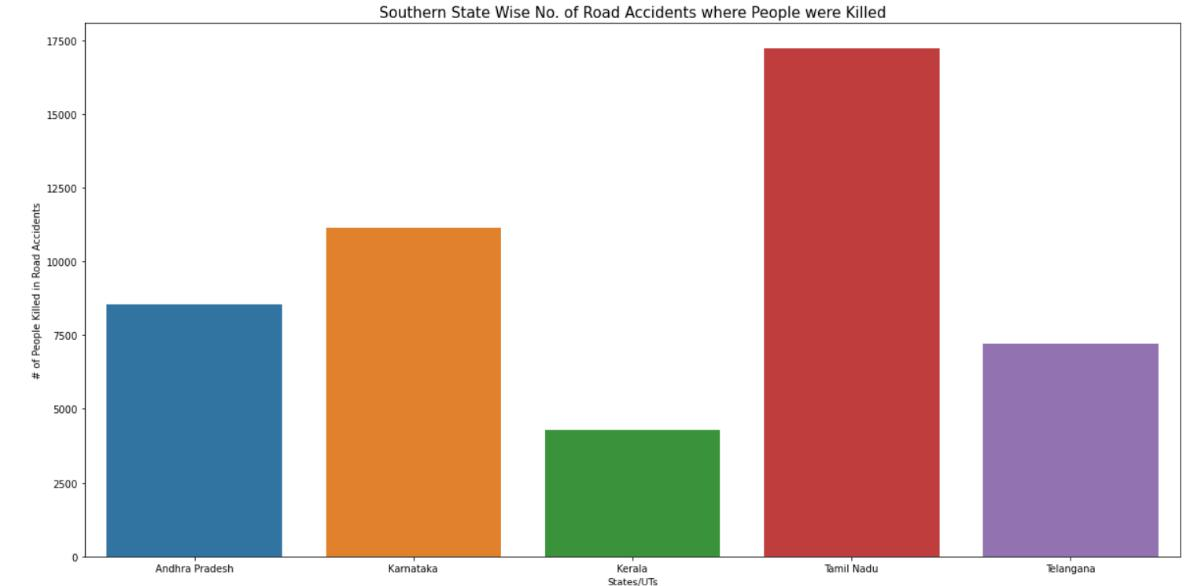 Southern State Wise No. of Road Accidents where People were Killed
# of People Killed in Road Accidents
17500
15000
12500
10000
7500
5000
2500
0
Andhra Pradesh
Karnataka
Kerala
Tamil Nadu
Telangana
States/UTs